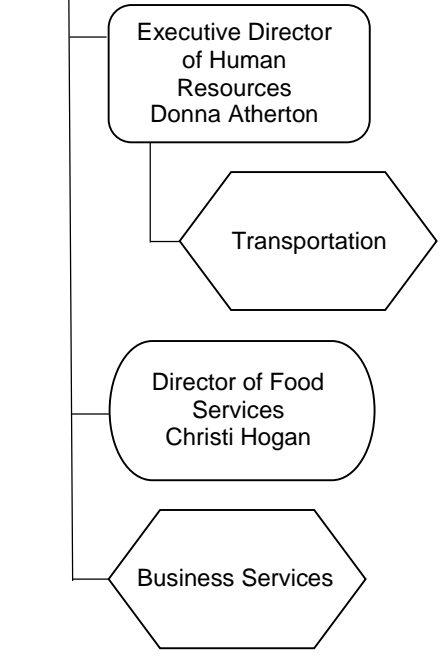 Executive Director
of Human
Resources
Donna Atherton
Transportation
Director of Food
Services
Christi Hogan
Business Services